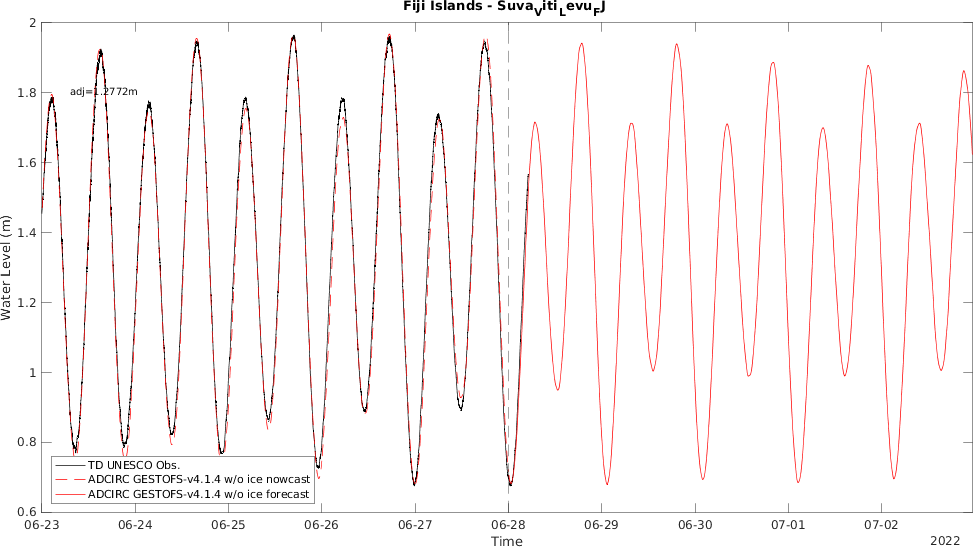 Fiji Islands - SuvaVitiLevuFJ
2
1.8
1.6
1.4
1.2
1
0.8
0.6
Water Level (m)
adj=1.2772m
TD UNESCO Obs.
ADCIRC GESTOFS-v4.1.4 w/o ice nowcast
ADCIRC GESTOFS-v4.1.4 w/o ice forecast
06-23 06-24 06-25 06-26 06-27 06-28 06-29 06-30 07-01 07-02
Time
2022